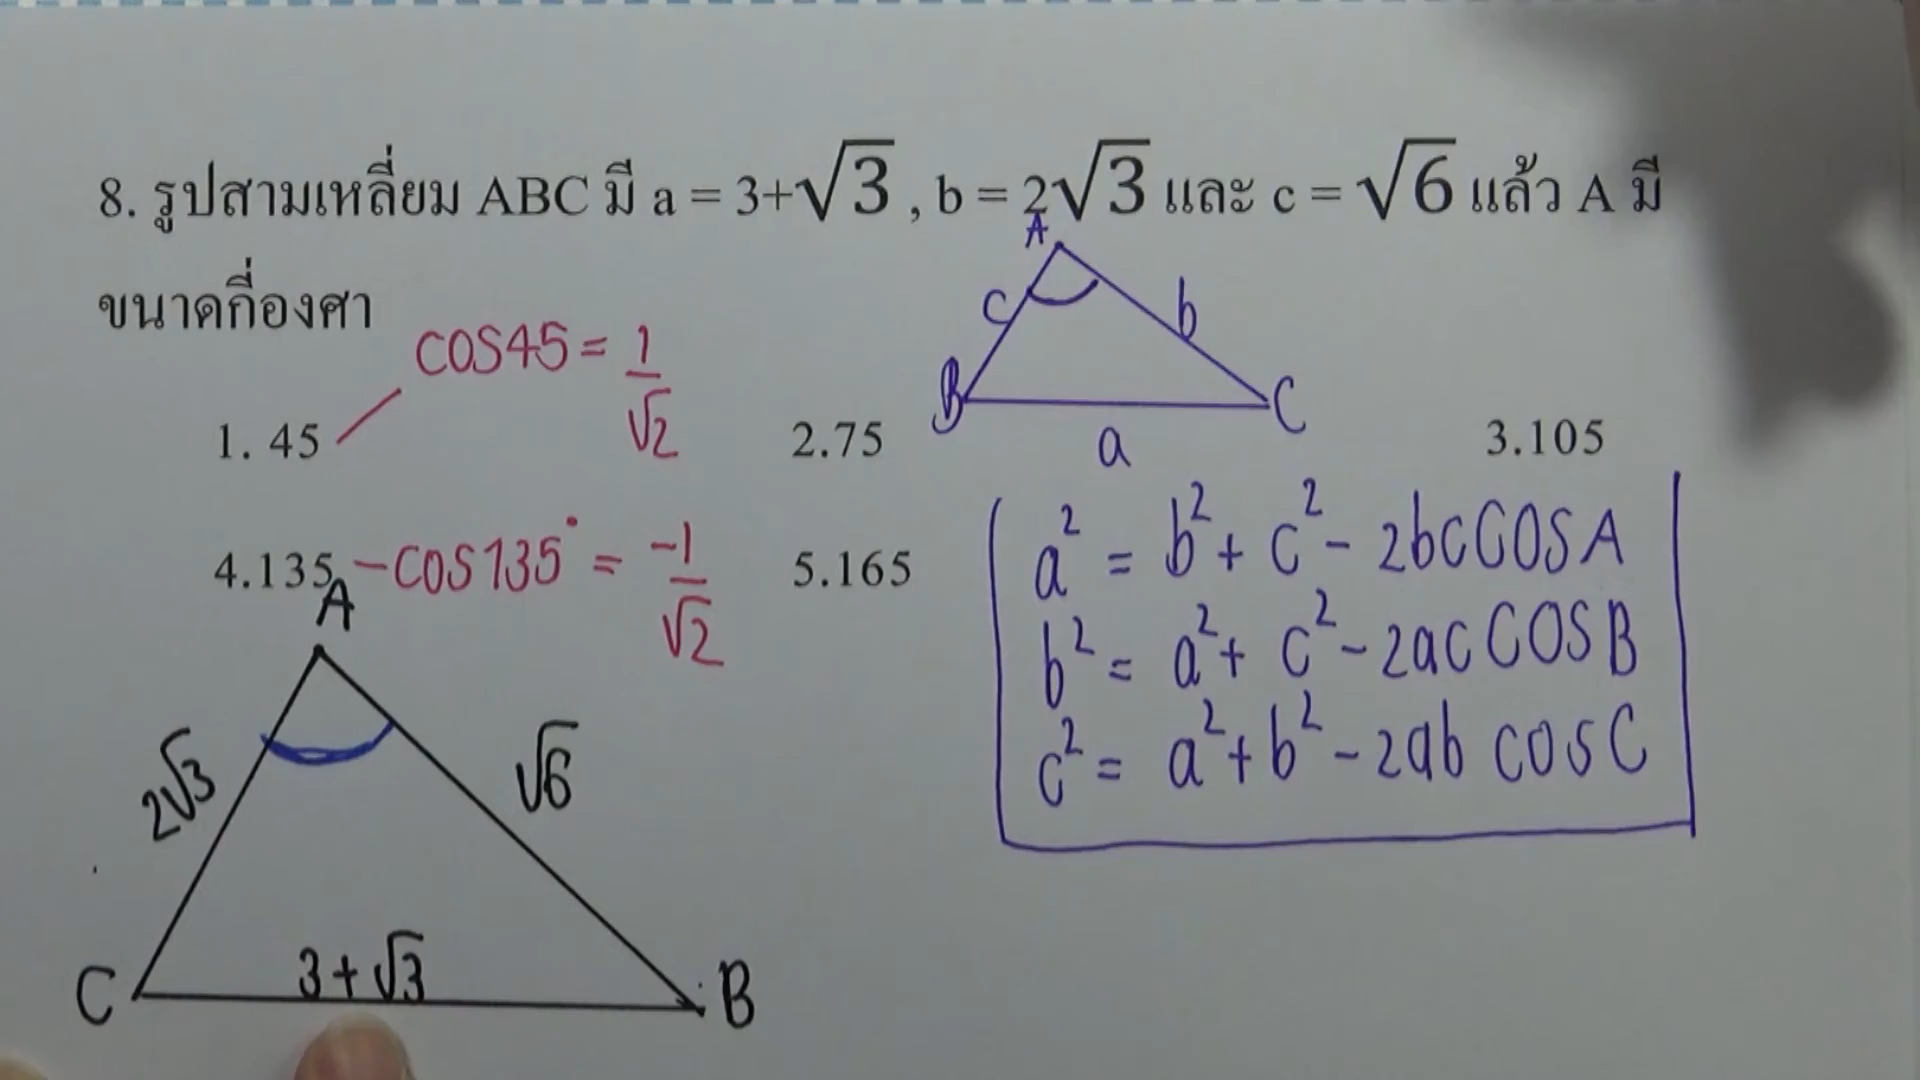 8. รูปสามเหลี่ยม ABC มี a = 3+√3 , b = 2√3 และ c = √6 แล้ว A มี
ขนาดกี่องศา
A
c b
B C
a
cos45 = 1/√2
1. 45 2.75 3.105
4.135 -cos135° = -1/√2 5.165
a² = b² + c² - 2bccosA
b² = a² + c² - 2accosB
c² = a² + b² - 2ab cosC
A
2√3 √6
C 3+√3 B